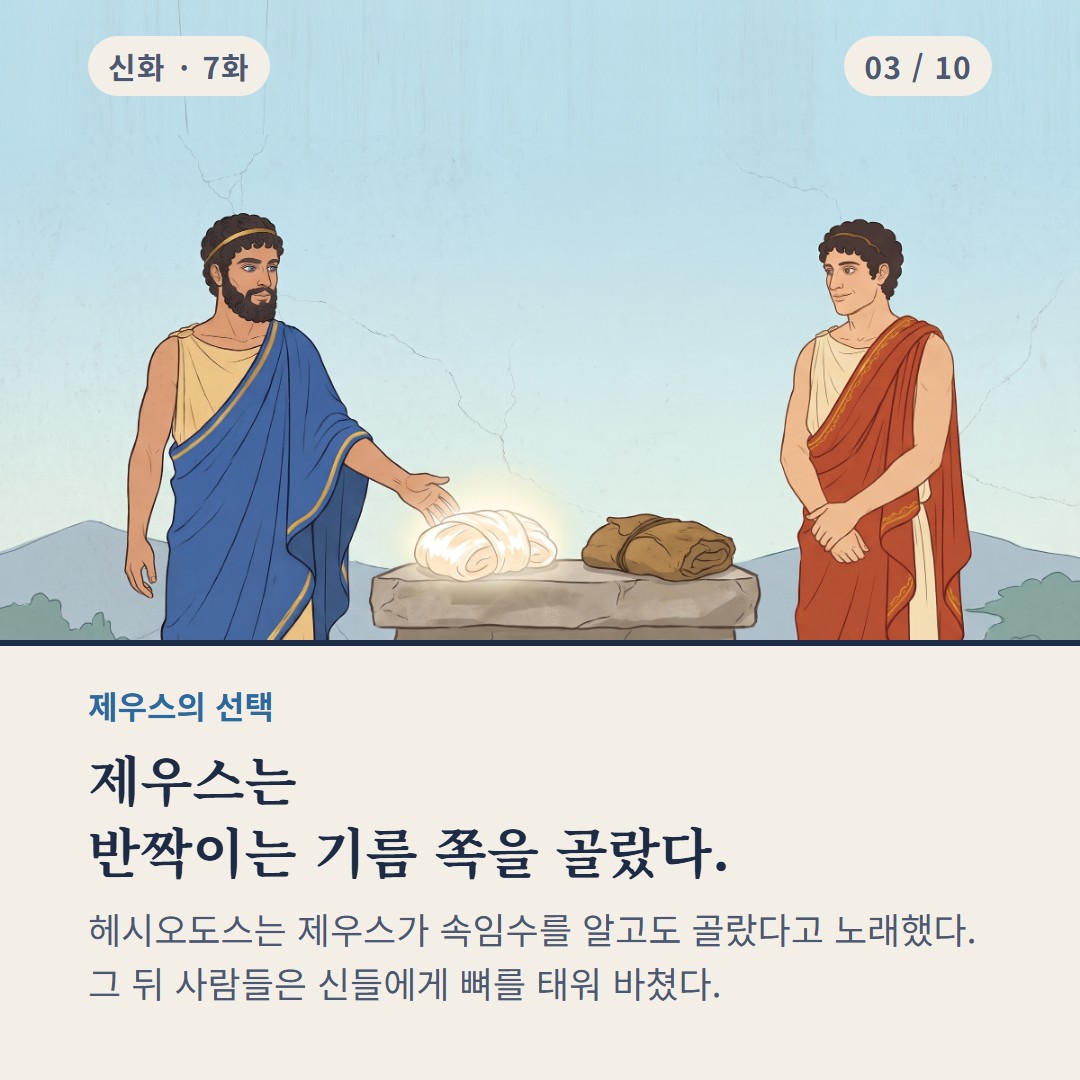 신화 · 7화
03 / 10
제우스의 선택
제우스는
반짝이는 기름 쪽을 골랐다.
헤시오도스는 제우스가 속임수를 알고도 골랐다고 노래했다.
그 뒤 사람들은 신들에게 뼈를 태워 바쳤다.